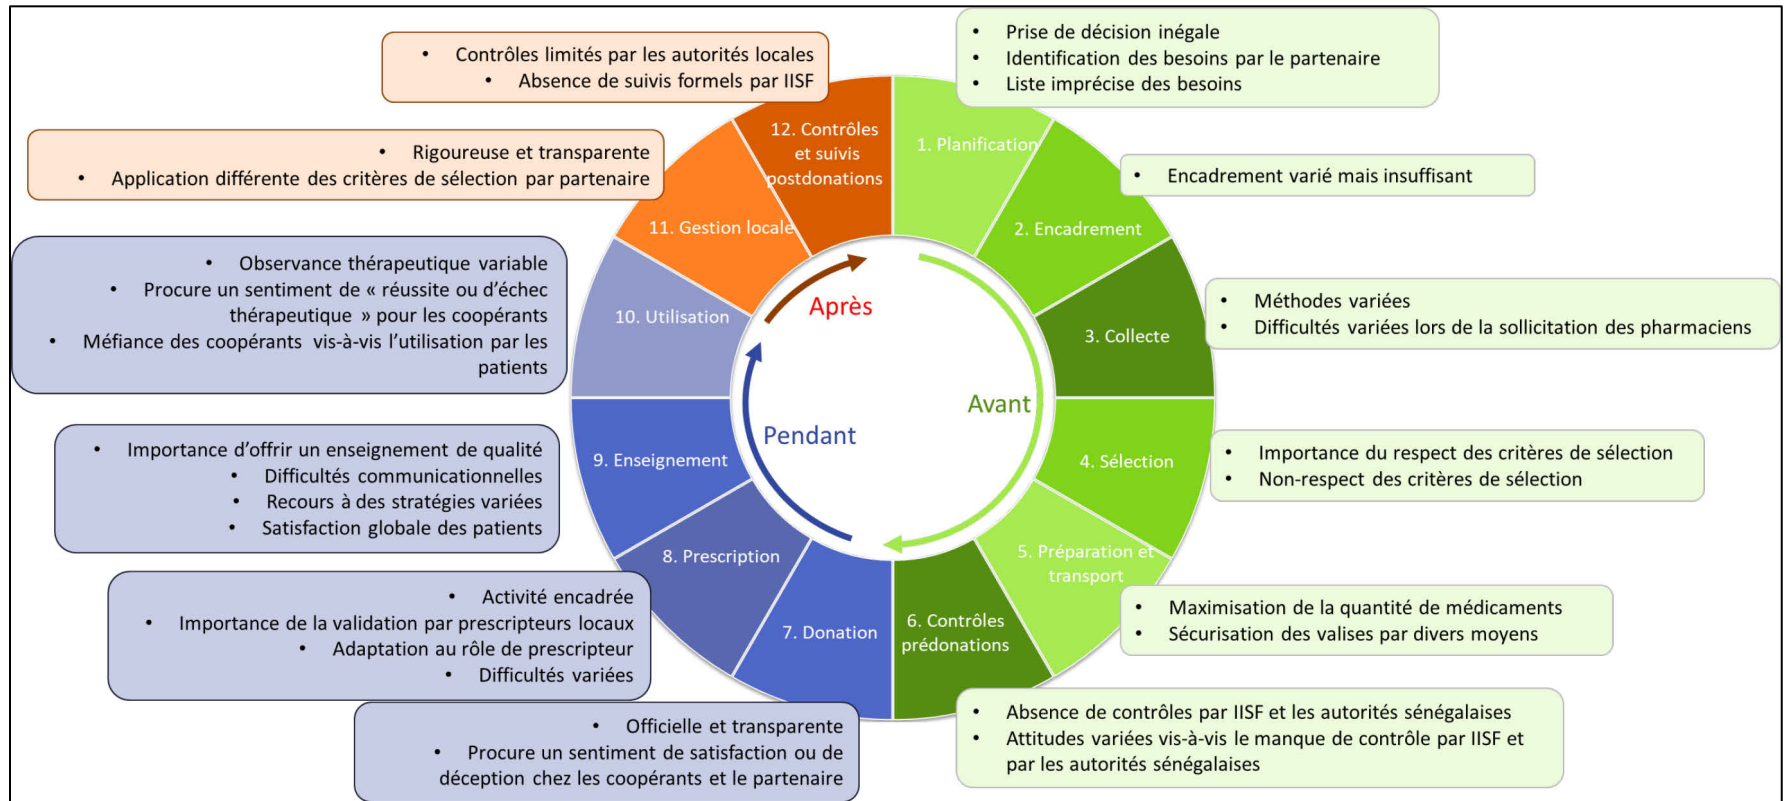 • Prise de décision inégale
• Identification des besoins par le partenaire
• Liste imprécise des besoins
1. Planification
• Encadrement varié mais insuffisant
2. Encadrement
• Méthodes variées
• Difficultés variées lors de la sollicitation des pharmaciens
3. Collecte
• Importance du respect des critères de sélection
• Non-respect des critères de sélection
4. Sélection
• Maximisation de la quantité de médicaments
• Sécurisation des valises par divers moyens
5. Préparation et
transport
• Absence de contrôles par IISF et les autorités sénégalaises
• Attitudes variées vis-à-vis le manque de contrôle par IISF et
par les autorités sénégalaises
6. Contrôles
prédonations
• Officielle et transparente
• Procure un sentiment de satisfaction ou de
déception chez les coopérants et le partenaire
7. Donation
• Activité encadrée
• Importance de la validation par prescripteurs locaux
• Adaptation au rôle de prescripteur
• Difficultés variées
8. Prescription
• Importance d’offrir un enseignement de qualité
• Difficultés communicationnelles
• Recours à des stratégies variées
• Satisfaction globale des patients
9. Enseignement
• Observance thérapeutique variable
• Procure un sentiment de « réussite ou d’échec
thérapeutique » pour les coopérants
• Méfiance des coopérants vis-à-vis l’utilisation par les
patients
10. Utilisation
• Rigoureuse et transparente
• Application différente des critères de sélection par partenaire
11. Gestion locale
• Contrôles limités par les autorités locales
• Absence de suivis formels par IISF
12. Contrôles
et suivis
postdonations
Avant
Pendant
Après